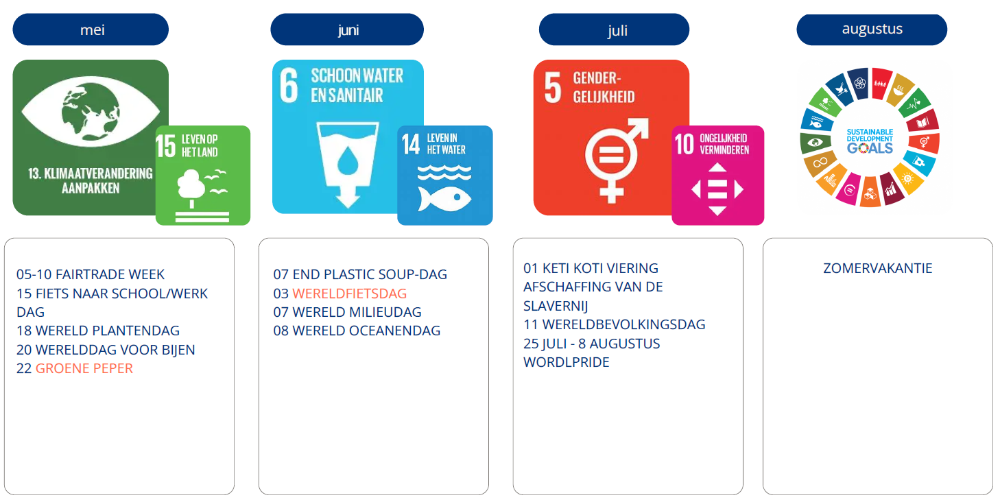 mei
13. KLIMAATVERANDERING
AANPAKKEN
15 LEVEN OP
HET LAND
05-10 FAIRTRADE WEEK
15 FIETS NAAR SCHOOL/WERK
DAG
18 WERELD PLANTENDAG
20 WERELDDAG VOOR BIJEN
22 GROENE PEPER
juni
6 SCHOON WATER
EN SANITAIR
14 LEVEN IN
HET WATER
07 END PLASTIC SOUP-DAG
03 WERELDFIETSDAG
07 WERELD MILIEUDAG
08 WERELD OCEANENDAG
juli
5 GENDER-
GELIJKHEID
10 ONGELIJKHEID
VERMINDEREN
01 KETI KOTI VIERING
AFSCHAFFING VAN DE
SLAVERNIJ
11 WERELDBEVOLKINGSDAG
25 JULI - 8 AUGUSTUS
WORDLPRIDE
augustus
SUSTAINABLE
DEVELOPMENT
GOALS
ZOMERVAKANTIE